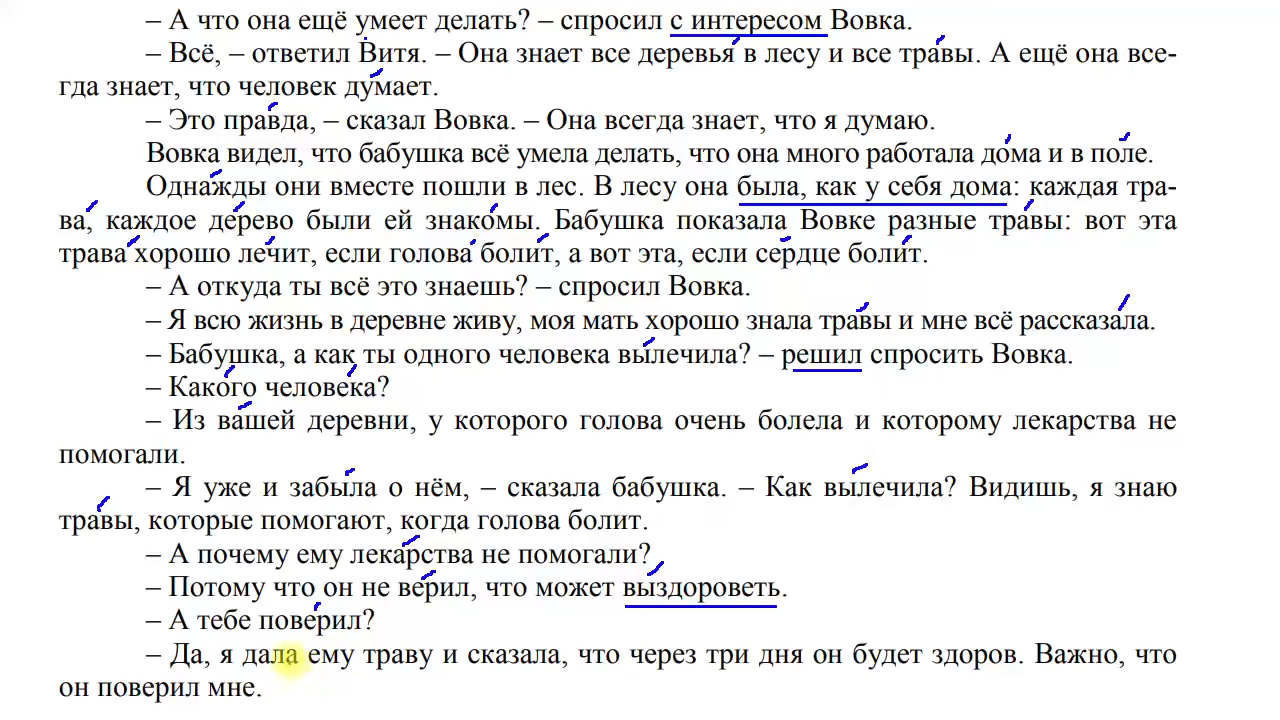 – А что она ещё умеет делать? – спросил с интересом Вовка.
– Всё, – ответил Витя. – Она знает все деревья в лесу и все травы. А ещё она все-
гда знает, что человек думает.
– Это правда, – сказал Вовка. – Она всегда знает, что я думаю.
Вовка видел, что бабушка всё умела делать, что она много работала дома и в поле.
Однажды они вместе пошли в лес. В лесу она была, как у себя дома: каждая тра-
ва, каждое дерево были ей знакомы. Бабушка показала Вовке разные травы: вот эта
трава хорошо лечит, если голова болит, а вот эта, если сердце болит.
– А откуда ты всё это знаешь? – спросил Вовка.
– Я всю жизнь в деревне живу, моя мать хорошо знала травы и мне всё рассказала.
– Бабушка, а как ты одного человека вылечила? – решил спросить Вовка.
– Какого человека?
– Из вашей деревни, у которого голова очень болела и которому лекарства не
помогали.
– Я уже и забыла о нём, – сказала бабушка. – Как вылечила? Видишь, я знаю
травы, которые помогают, когда голова болит.
– А почему ему лекарства не помогали?
– Потому что он не верил, что может выздороветь.
– А тебе поверил?
– Да, я дала ему траву и сказала, что через три дня он будет здоров. Важно, что
он поверил мне.